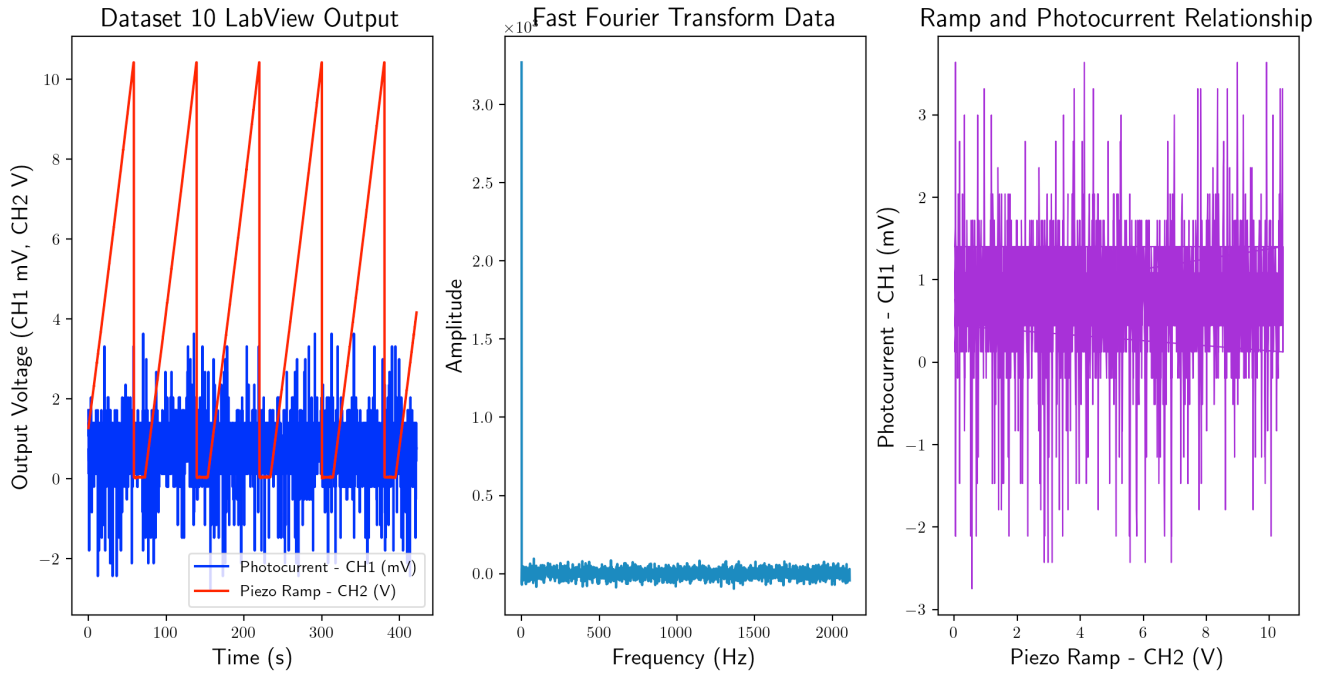 Dataset 10 LabView Output
Output Voltage (CH1 mV, CH2 V)
10
8
6
4
2
0
−2
0 100 200 300 400
Time (s)
Photocurrent - CH1 (mV)
Piezo Ramp - CH2 (V)
Fast Fourier Transform Data
Amplitude
3.0
2.5
2.0
1.5
1.0
0.5
0.0
0 500 1000 1500 2000
Frequency (Hz)
Ramp and Photocurrent Relationship
Photocurrent - CH1 (mV)
3
2
1
0
−1
−2
−3
0 2 4 6 8 10
Piezo Ramp - CH2 (V)